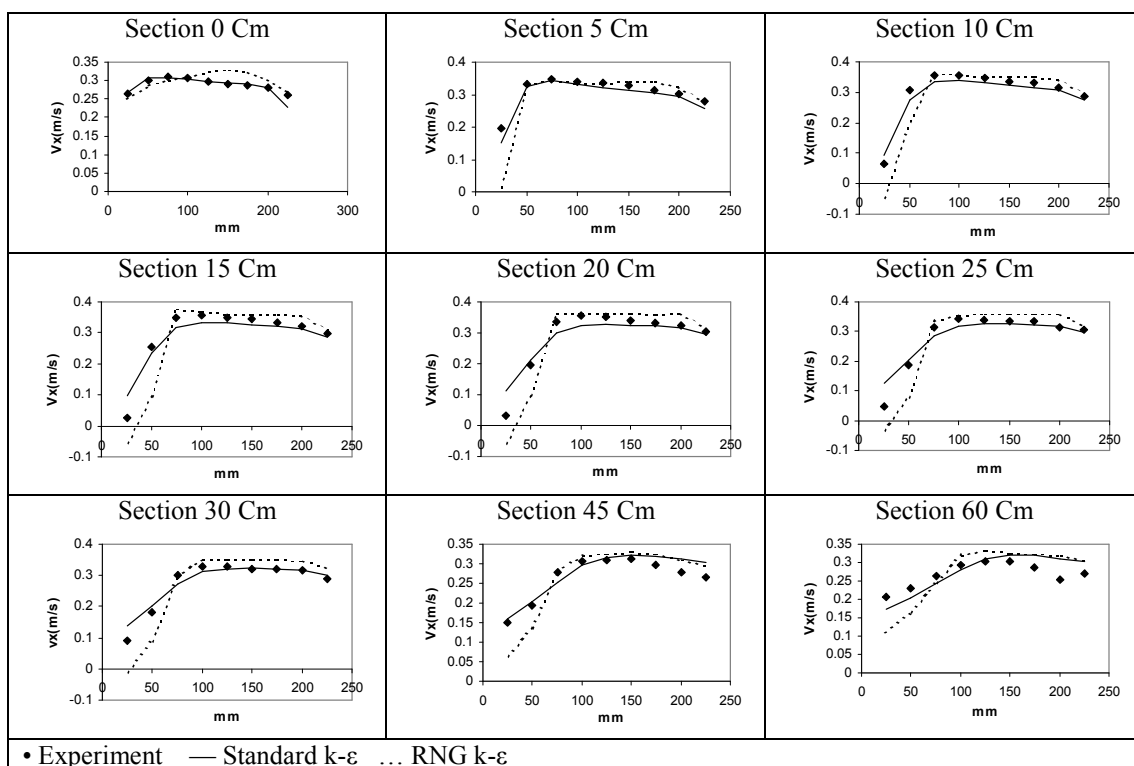 Section 0 Cm
0.35
0.3
0.25
0.2
0.15
0.1
0.05
0
Vx(m/s)
0 100 200 300
mm
Section 5 Cm
0.4
0.3
0.2
0.1
0
Vx(m/s)
0 50 100 150 200 250
mm
Section 10 Cm
0.4
0.3
0.2
0.1
0
-0.1
Vx(m/s)
0 50 100 150 200 250
mm
Section 15 Cm
0.4
0.3
0.2
0.1
0
-0.1
Vx(m/s)
0 50 100 150 200 250
mm
Section 20 Cm
0.4
0.3
0.2
0.1
0
-0.1
Vx(m/s)
0 50 100 150 200 250
mm
Section 25 Cm
0.4
0.3
0.2
0.1
0
-0.1
Vx(m/s)
0 50 100 150 200 250
mm
Section 30 Cm
0.4
0.3
0.2
0.1
0
-0.1
vx(m/s)
0 50 100 150 200 250
mm
Section 45 Cm
0.35
0.3
0.25
0.2
0.15
0.1
0.05
0
Vx(m/s)
0 50 100 150 200 250
mm
Section 60 Cm
0.35
0.3
0.25
0.2
0.15
0.1
0.05
0
Vx(m/s)
0 50 100 150 200 250
mm
• Experiment — Standard k-ε … RNG k-ε